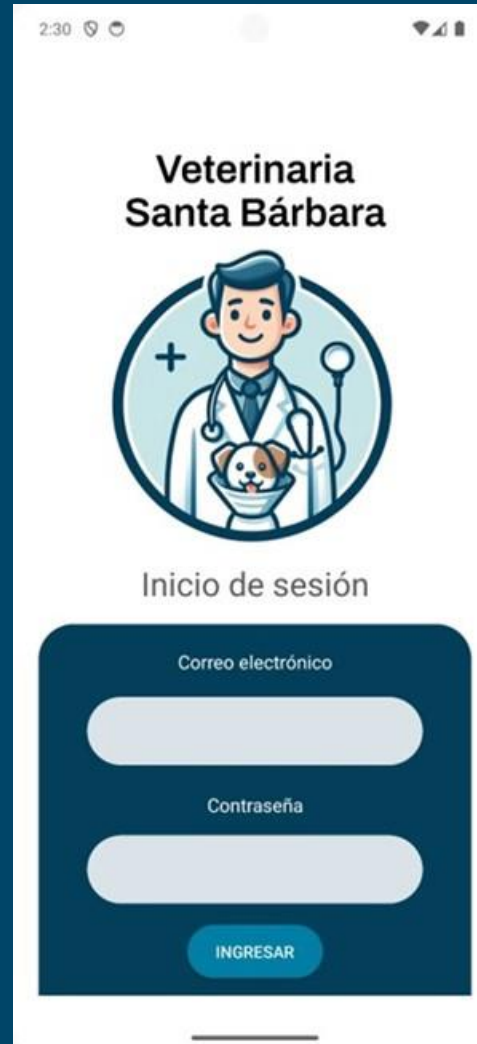 2:30
Veterinaria
Santa Bárbara
Inicio de sesión
Correo electrónico
Contraseña
INGRESAR